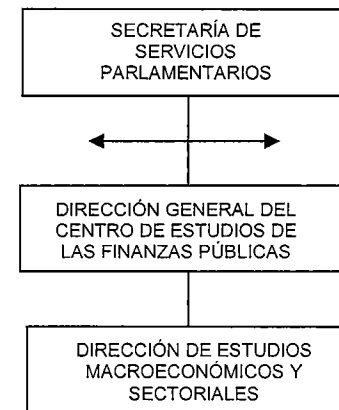 SECRETARÍA DE
SERVICIOS
PARLAMENTARIOS
DIRECCIÓN GENERAL DEL
CENTRO DE ESTUDIOS DE
LAS FINANZAS PÚBLICAS
DIRECCIÓN DE ESTUDIOS
MACROECONÓMICOS Y
SECTORIALES